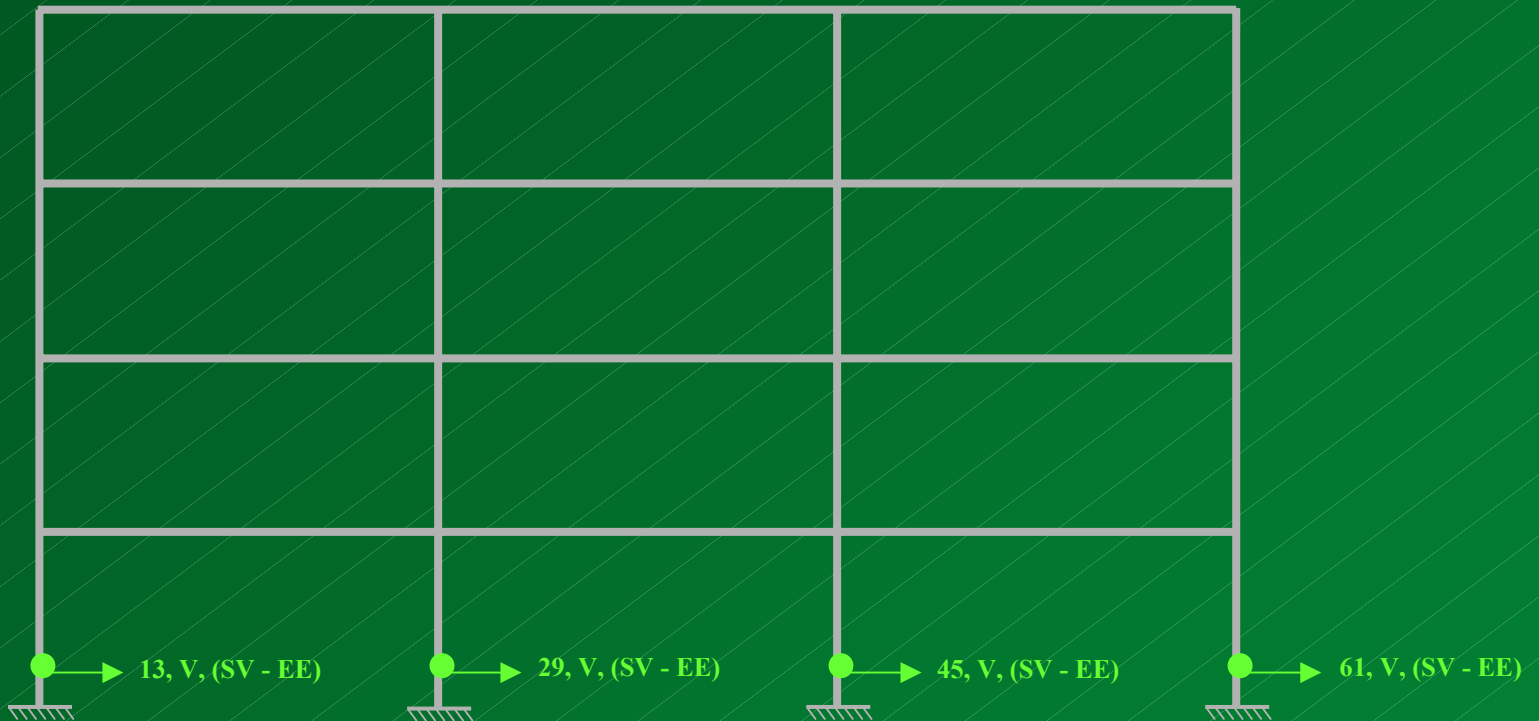 13, V, (SV - EE)
29, V, (SV - EE)
45, V, (SV - EE)
61, V, (SV - EE)